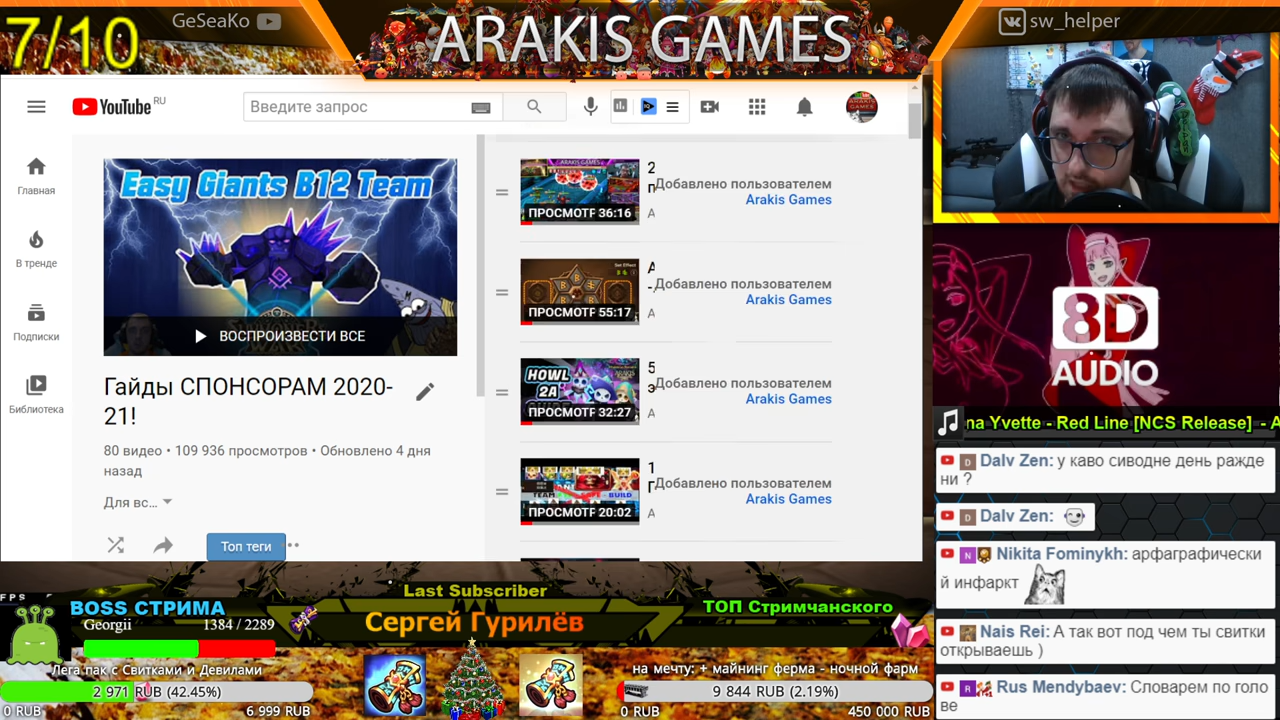 7/10
GeSeaKo
ARAKIS GAMES
sw_helper
YouTube RU
Введите запрос
Главная
В тренде
Подписки
Библиотека
Easy Giants B12 Team
ВОСПРОИЗВЕСТИ ВСЕ
Гайды СПОНСОРАМ 2020-
21!
80 видео • 109 936 просмотров • Обновлено 4 дня
назад
Для вс...
Топ теги
ARAKIS GAMES
ПРОСМОТР 36:16
2
Добавлено пользователем
Arakis Games
ПРОСМОТР 55:17
Добавлено пользователем
Arakis Games
HOWL
2A
ПРОСМОТР 32:27
5
Добавлено пользователем
Arakis Games
ПРОСМОТР 20:02
1
Добавлено пользователем
Arakis Games
8D
AUDIO
na Yvette - Red Line [NCS Release] - A
Dalv Zen: у каво сиводне день ражде
ни ?
Dalv Zen:
Nikita Fominykh: арфаграфически
й инфаркт
Nais Rei: А так вот под чем ты свитки
открываешь )
Rus Mendybaev: Словарем по голо
ве
FPS
BOSS СТРИМА
Georgii 1384 / 2289
Лега пак с Свитками и Девилами
2 971 RUB (42.45%)
0 RUB 6 999 RUB
Last Subscriber
Сергей Гурилёв
ТОП Стримчанского
на мечту: + майнинг ферма - ночной фарм
9 844 RUB (2.19%)
0 RUB 450 000 RUB